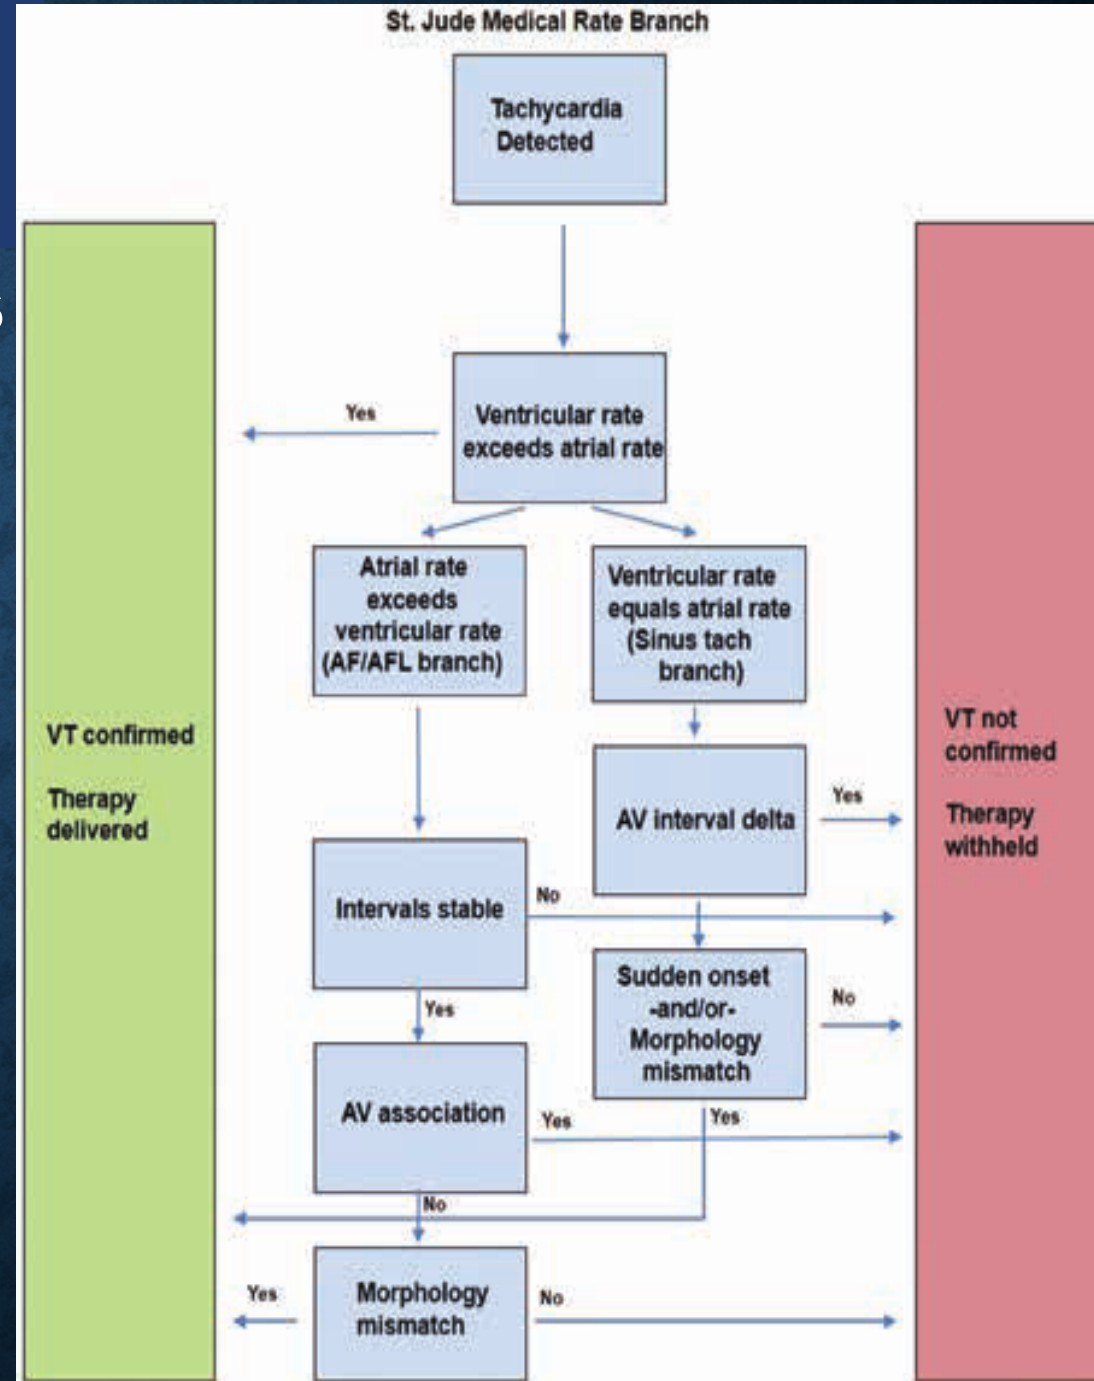 St. Jude Medical Rate Branch
Tachycardia
Detected
Yes
Ventricular rate
exceeds atrial rate
Atrial rate
exceeds
ventricular rate
(AF/AFL branch)
Ventricular rate
equals atrial rate
(Sinus tach
branch)
VT confirmed
Therapy
delivered
VT not
confirmed
Therapy
withheld
AV interval delta
Yes
Intervals stable
No
Yes
Sudden onset
-and/or-
Morphology
mismatch
No
Yes
AV association
Yes
No
Morphology
mismatch
Yes
No